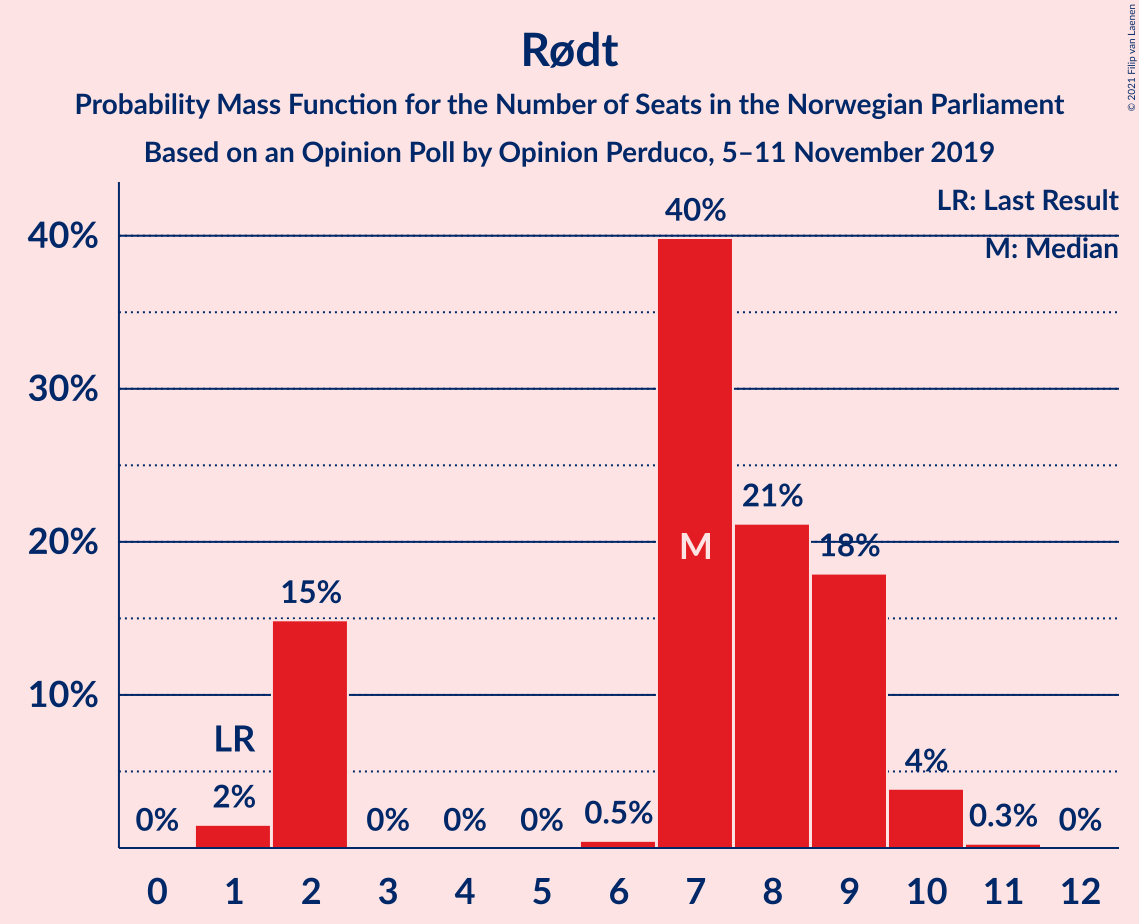 Rødt
Probability Mass Function for the Number of Seats in the Norwegian Parliament
Based on an Opinion Poll by Opinion Perduco, 5–11 November 2019
© 2021 Filip van Laenen
LR: Last Result
M: Median
40%
30%
20%
10%
0%
LR
2%
15%
0%
0%
0%
0.5%
40%
M
21%
18%
4%
0.3%
0%
0 1 2 3 4 5 6 7 8 9 10 11 12